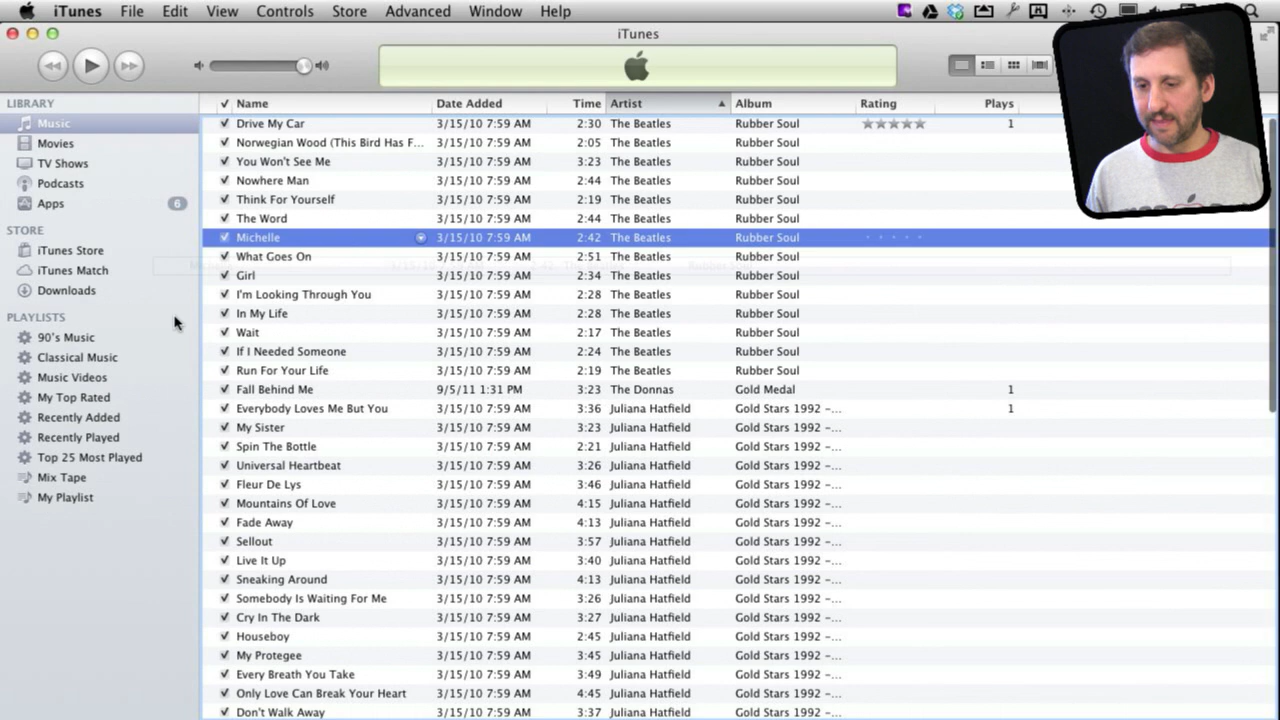 iTunes File Edit View Controls Store Advanced Window Help
iTunes
LIBRARY
Music
Movies
TV Shows
Podcasts
Apps 6
STORE
iTunes Store
iTunes Match
Downloads
PLAYLISTS
90's Music
Classical Music
Music Videos
My Top Rated
Recently Added
Recently Played
Top 25 Most Played
Mix Tape
My Playlist
Name Date Added Time Artist Album Rating Plays
Drive My Car 3/15/10 7:59 AM 2:30 The Beatles Rubber Soul ★★★★★ 1
Norwegian Wood (This Bird Has F... 3/15/10 7:59 AM 2:05 The Beatles Rubber Soul
You Won't See Me 3/15/10 7:59 AM 3:23 The Beatles Rubber Soul
Nowhere Man 3/15/10 7:59 AM 2:44 The Beatles Rubber Soul
Think For Yourself 3/15/10 7:59 AM 2:19 The Beatles Rubber Soul
The Word 3/15/10 7:59 AM 2:44 The Beatles Rubber Soul
Michelle 3/15/10 7:59 AM 2:42 The Beatles Rubber Soul
What Goes On 3/15/10 7:59 AM 2:51 The Beatles Rubber Soul
Girl 3/15/10 7:59 AM 2:34 The Beatles Rubber Soul
I'm Looking Through You 3/15/10 7:59 AM 2:28 The Beatles Rubber Soul
In My Life 3/15/10 7:59 AM 2:28 The Beatles Rubber Soul
Wait 3/15/10 7:59 AM 2:17 The Beatles Rubber Soul
If I Needed Someone 3/15/10 7:59 AM 2:24 The Beatles Rubber Soul
Run For Your Life 3/15/10 7:59 AM 2:19 The Beatles Rubber Soul
Fall Behind Me 9/5/11 1:31 PM 3:23 The Donnas Gold Medal 1
Everybody Loves Me But You 3/15/10 7:59 AM 3:36 Juliana Hatfield Gold Stars 1992 -... 1
My Sister 3/15/10 7:59 AM 3:23 Juliana Hatfield Gold Stars 1992 -...
Spin The Bottle 3/15/10 7:59 AM 2:21 Juliana Hatfield Gold Stars 1992 -...
Universal Heartbeat 3/15/10 7:59 AM 3:26 Juliana Hatfield Gold Stars 1992 -...
Fleur De Lys 3/15/10 7:59 AM 3:46 Juliana Hatfield Gold Stars 1992 -...
Mountains Of Love 3/15/10 7:59 AM 4:15 Juliana Hatfield Gold Stars 1992 -...
Fade Away 3/15/10 7:59 AM 4:13 Juliana Hatfield Gold Stars 1992 -...
Sellout 3/15/10 7:59 AM 3:57 Juliana Hatfield Gold Stars 1992 -...
Live It Up 3/15/10 7:59 AM 3:40 Juliana Hatfield Gold Stars 1992 -...
Sneaking Around 3/15/10 7:59 AM 4:13 Juliana Hatfield Gold Stars 1992 -...
Somebody Is Waiting For Me 3/15/10 7:59 AM 3:26 Juliana Hatfield Gold Stars 1992 -...
Cry In The Dark 3/15/10 7:59 AM 3:27 Juliana Hatfield Gold Stars 1992 -...
Houseboy 3/15/10 7:59 AM 2:45 Juliana Hatfield Gold Stars 1992 -...
My Protegee 3/15/10 7:59 AM 3:45 Juliana Hatfield Gold Stars 1992 -...
Every Breath You Take 3/15/10 7:59 AM 3:49 Juliana Hatfield Gold Stars 1992 -...
Only Love Can Break Your Heart 3/15/10 7:59 AM 4:45 Juliana Hatfield Gold Stars 1992 -...
Don't Walk Away 3/15/10 7:59 AM 3:37 Juliana Hatfield Gold Stars 1992 -...